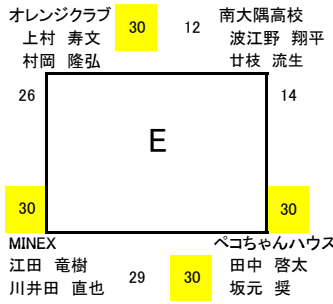 オレンジクラブ 30 12 南大隅高校
上村 寿文 波江野 翔平
村岡 隆弘 廿枝 流生
26 14
E
30 30
MINEX ペコちゃんハウス
江田 竜樹 29 30 田中 啓太
川井田 直也 坂元 奨